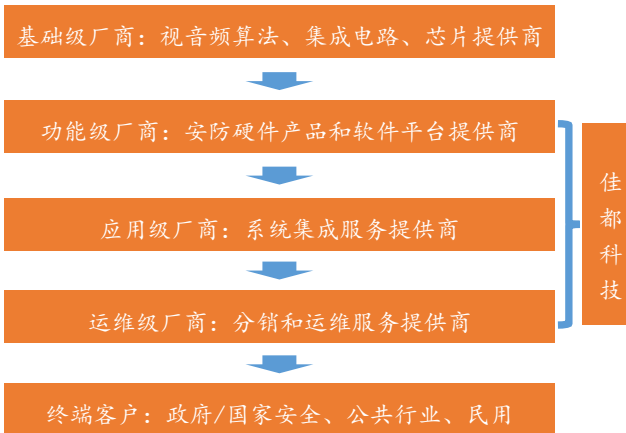 基础级厂商：视音频算法、集成电路、芯片提供商
功能级厂商：安防硬件产品和软件平台提供商
应用级厂商：系统集成服务提供商
运维级厂商：分销和运维服务提供商
终端客户：政府/国家安全、公共行业、民用
佳都科技